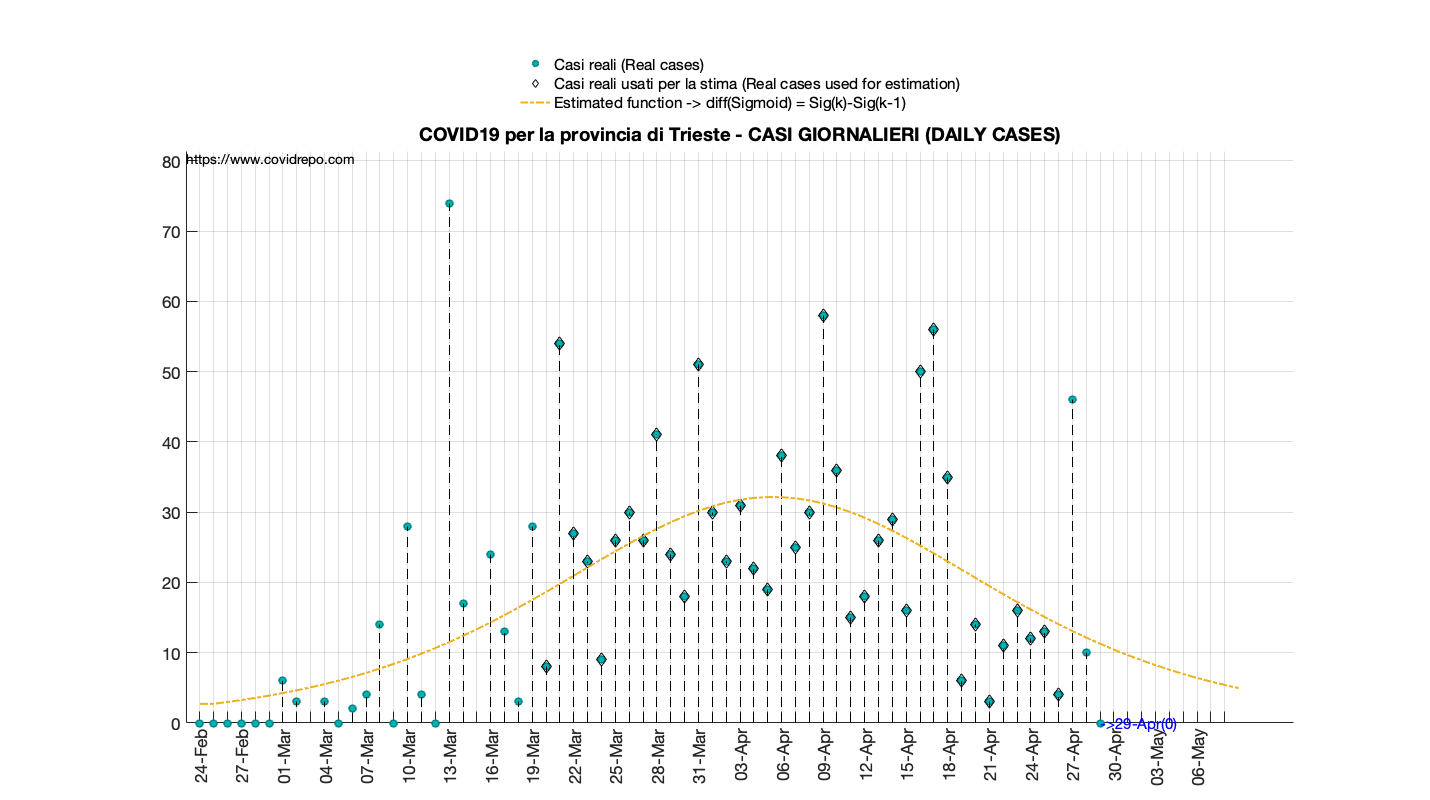 Casi reali (Real cases)
Casi reali usati per la stima (Real cases used for estimation)
Estimated function -> diff(Sigmoid) = Sig(k)-Sig(k-1)
COVID19 per la provincia di Trieste - CASI GIORNALIERI (DAILY CASES)
https://www.covidrepo.com
80
70
60
50
40
30
20
10
0
->29-Apr(0)
24-Feb
27-Feb
01-Mar
04-Mar
07-Mar
10-Mar
13-Mar
16-Mar
19-Mar
22-Mar
25-Mar
28-Mar
31-Mar
03-Apr
06-Apr
09-Apr
12-Apr
15-Apr
18-Apr
21-Apr
24-Apr
27-Apr
30-Apr
03-May
06-May